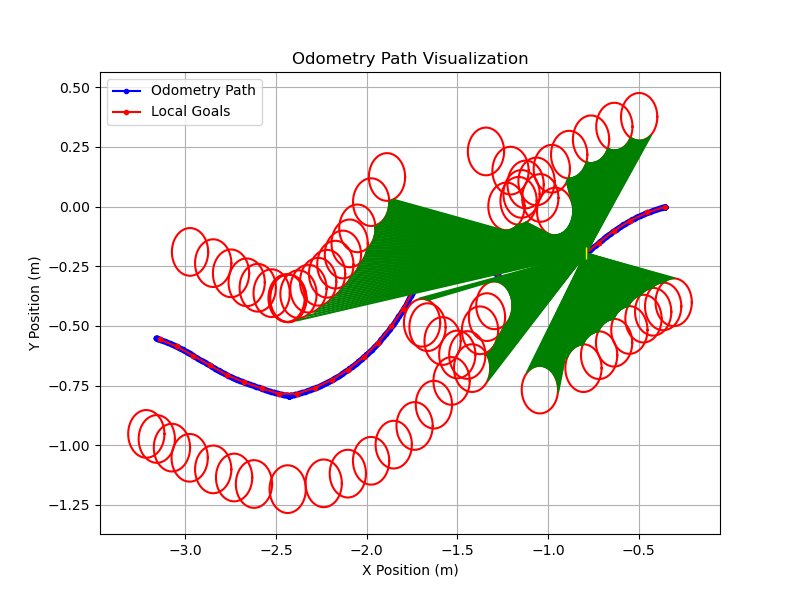 Odometry Path Visualization
Odometry Path
Local Goals
0.50
0.25
0.00
−0.25
−0.50
−0.75
−1.00
−1.25
Y Position (m)
−3.0 −2.5 −2.0 −1.5 −1.0 −0.5
X Position (m)